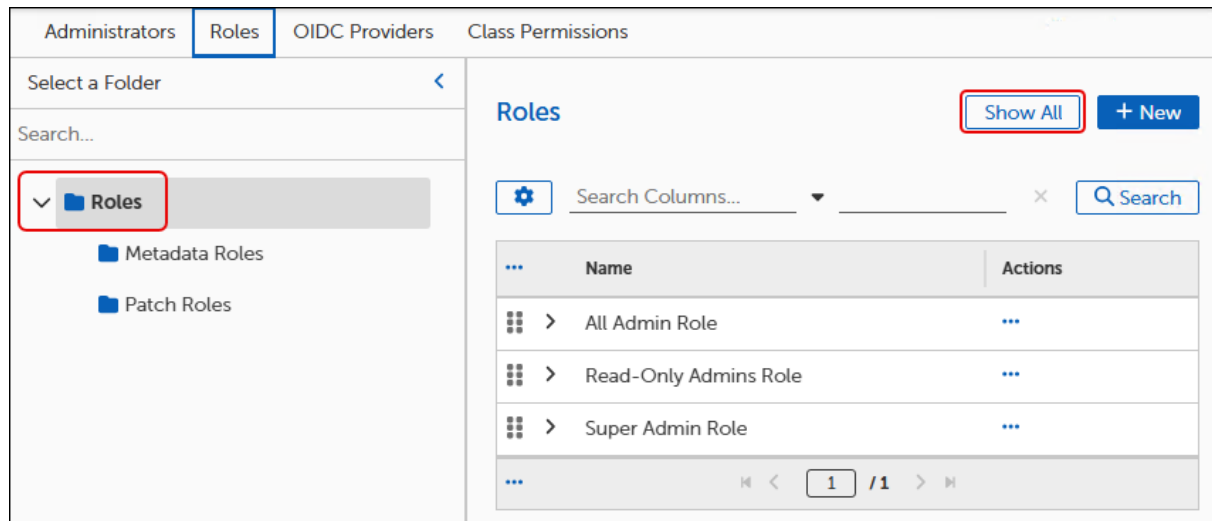 Administrators Roles OIDC Providers Class Permissions
Select a Folder
Search...
Roles
Metadata Roles
Patch Roles
Roles
Show All
+ New
Search Columns...
Search
Name Actions
All Admin Role
Read-Only Admins Role
Super Admin Role
1 / 1